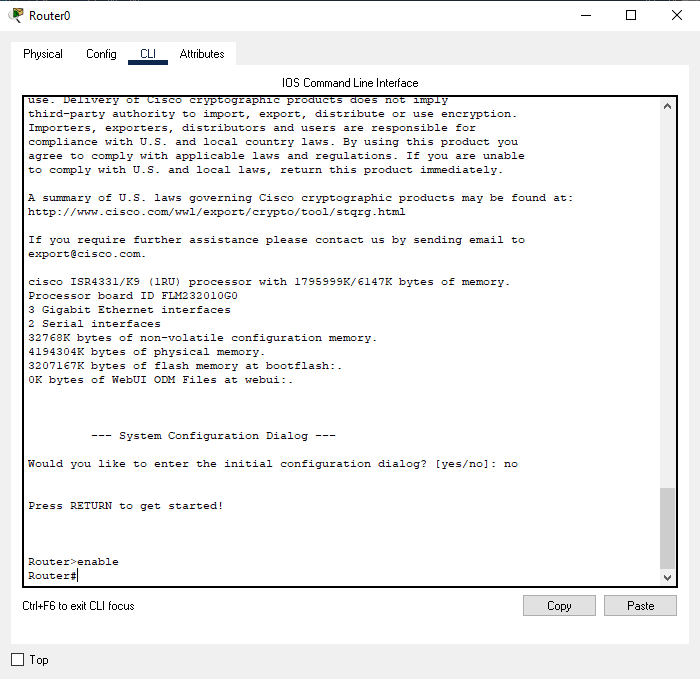 Router0
Physical Config CLI Attributes
IOS Command Line Interface
use. Delivery of Cisco cryptographic products does not imply
third-party authority to import, export, distribute or use encryption.
Importers, exporters, distributors and users are responsible for
compliance with U.S. and local country laws. By using this product you
agree to comply with applicable laws and regulations. If you are unable
to comply with U.S. and local laws, return this product immediately.
A summary of U.S. laws governing Cisco cryptographic products may be found at:
http://www.cisco.com/wwl/export/crypto/tool/stqrg.html
If you require further assistance please contact us by sending email to
export@cisco.com.
cisco ISR4331/K9 (1RU) processor with 1795999K/6147K bytes of memory.
Processor board ID FLM232010G0
3 Gigabit Ethernet interfaces
2 Serial interfaces
32768K bytes of non-volatile configuration memory.
4194304K bytes of physical memory.
3207167K bytes of flash memory at bootflash:.
0K bytes of WebUI ODM Files at webui:.
--- System Configuration Dialog ---
Would you like to enter the initial configuration dialog? [yes/no]: no
Press RETURN to get started!
Router>enable
Router#
Ctrl+F6 to exit CLI focus
Copy Paste
Top